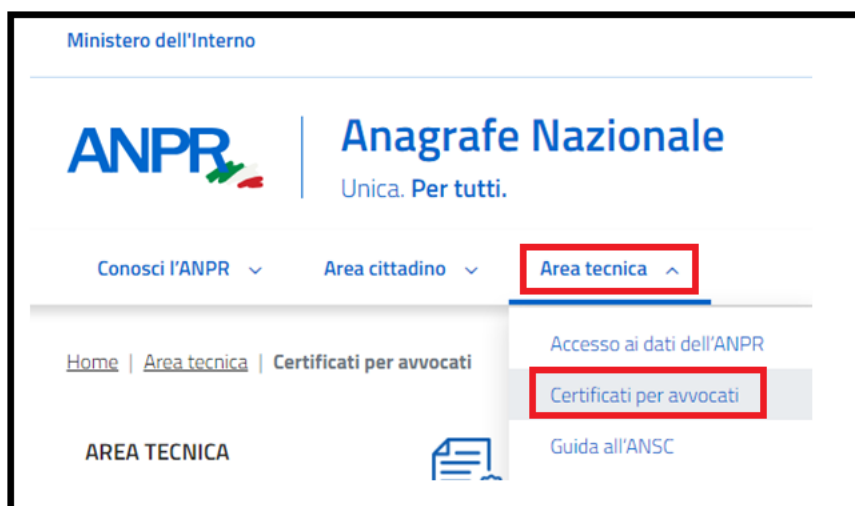 Ministero dell'Interno
ANPR
Anagrafe Nazionale
Unica. Per tutti.
Conosci l'ANPR
Area cittadino
Area tecnica
Home | Area tecnica | Certificati per avvocati
Accesso ai dati dell'ANPR
Certificati per avvocati
Guida all'ANSC
AREA TECNICA